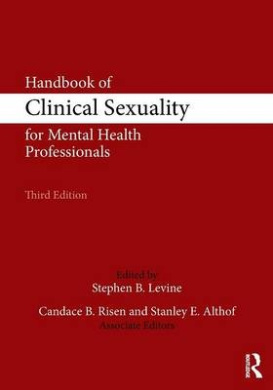 Handbook of
Clinical Sexuality
for Mental Health
Professionals
Third Edition
Edited by
Stephen B. Levine
Candace B. Risen and Stanley E. Althof
Associate Editors
R